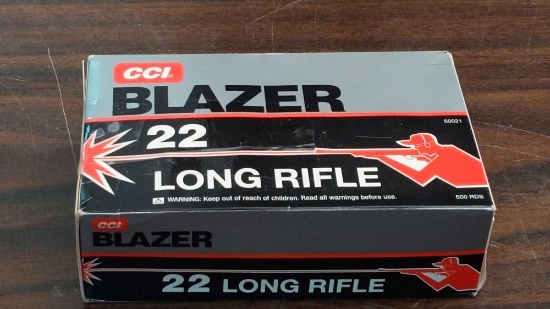 CCI.
BLAZER
50021
22
LONG RIFLE
WARNING: Keep out of reach of children. Read all warnings before use.
500 RDS
CCI
BLAZER
22 LONG RIFLE